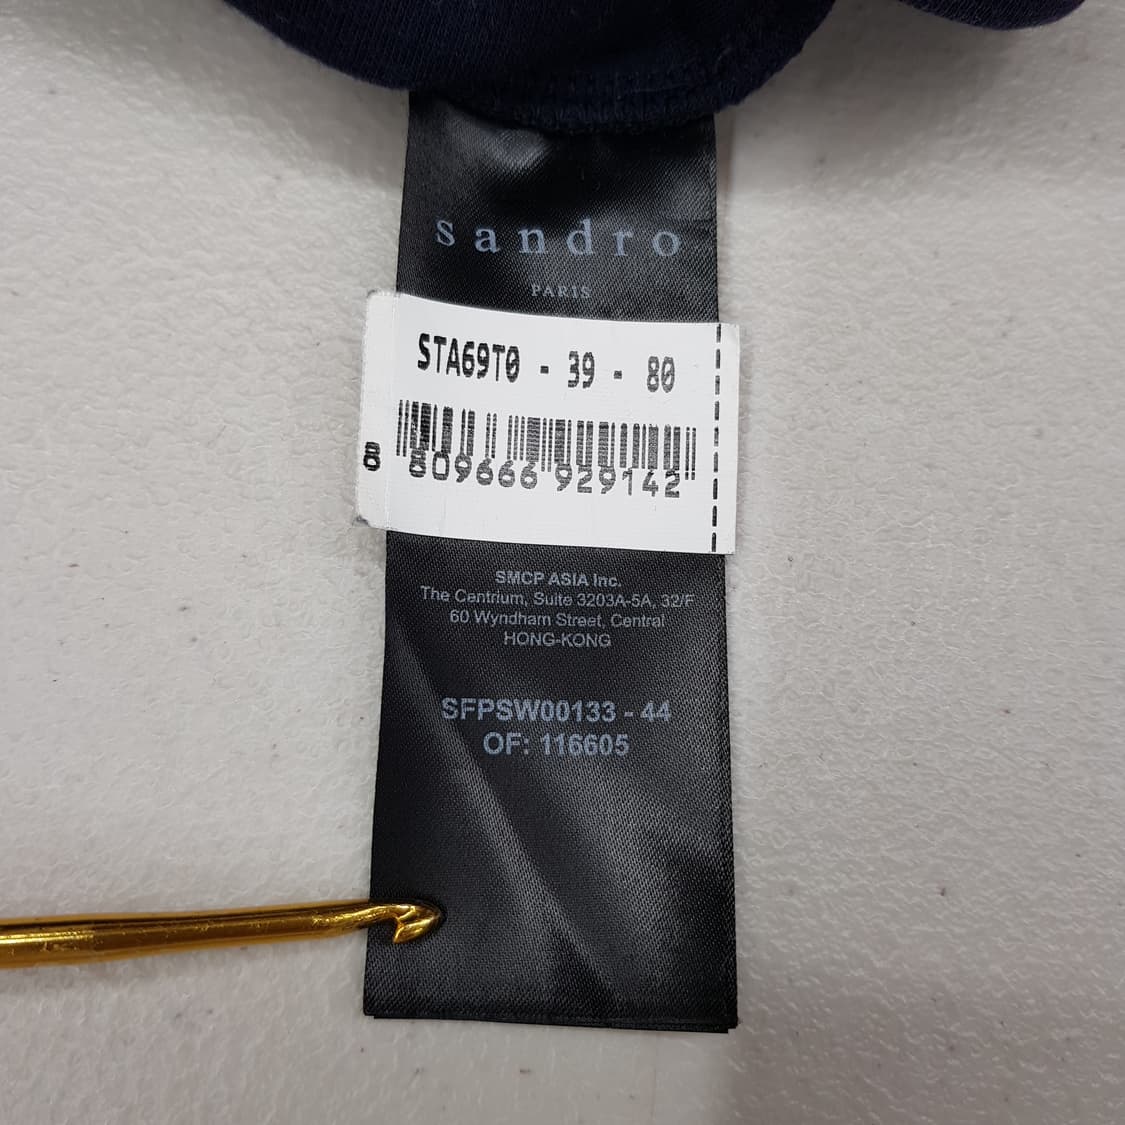 sandro
PARIS
STA69T0 - 39 - 80
8 809666 929142
SMCP ASIA Inc.
The Centrium, Suite 3203A-5A, 32/F
60 Wyndham Street, Central
HONG-KONG
SFPSW00133 - 44
OF: 116605